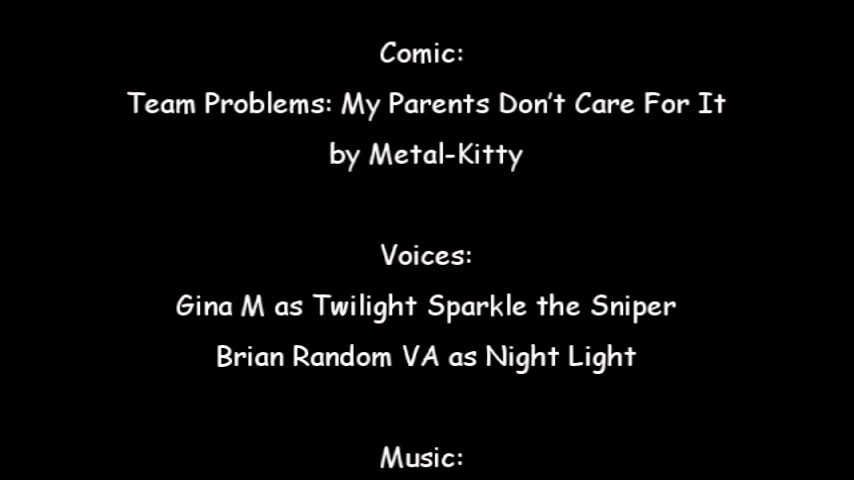 Comic:
Team Problems: My Parents Don't Care For It
by Metal-Kitty
Voices:
Gina M as Twilight Sparkle the Sniper
Brian Random VA as Night Light
Music: